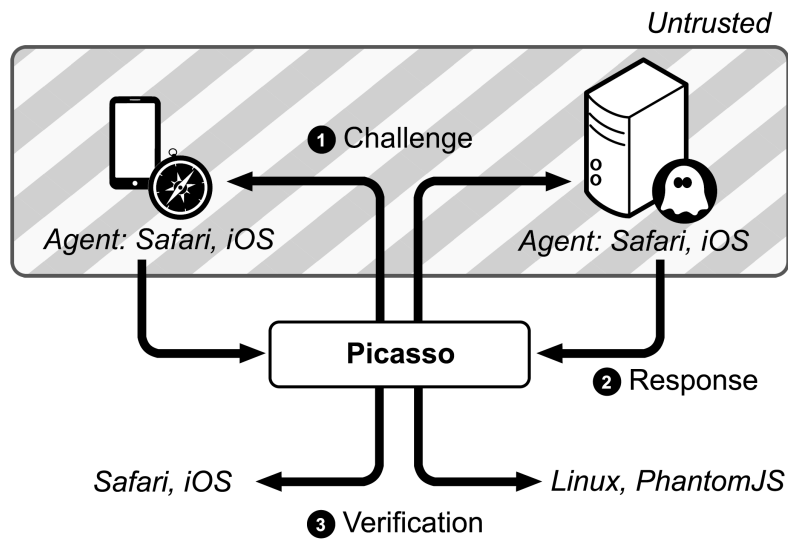 Untrusted
1 Challenge
Agent: Safari, iOS
Agent: Safari, iOS
Picasso
2 Response
Safari, iOS
Linux, PhantomJS
3 Verification